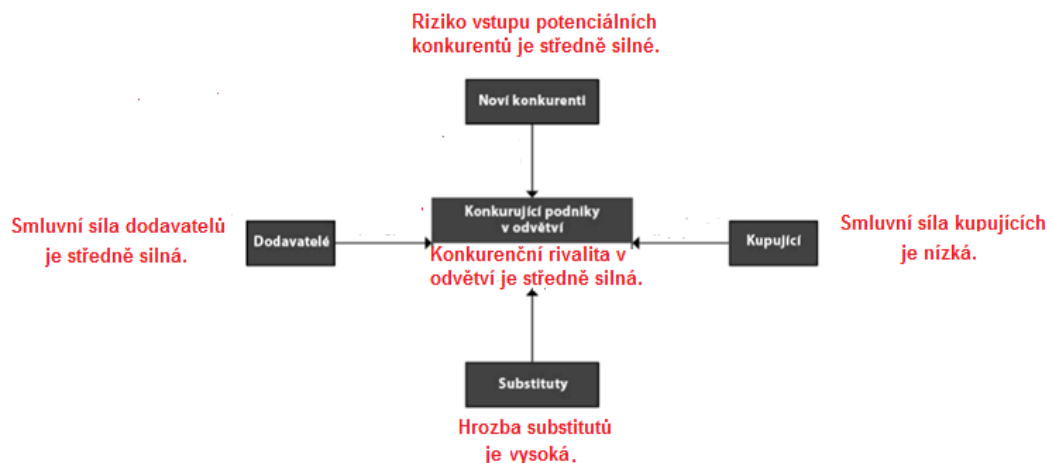 Riziko vstupu potenciálních
konkurentů je středně silné.
Noví konkurenti
Smluvní síla dodavatelů
je středně silná.
Dodavatelé
Konkurující podniky
v odvětví
Konkurenční rivalita v
odvětví je středně silná.
Kupující
Smluvní síla kupujících
je nízká.
Substituty
Hrozba substitutů
je vysoká.